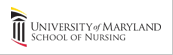 UNIVERSITY of MARYLAND
SCHOOL OF NURSING